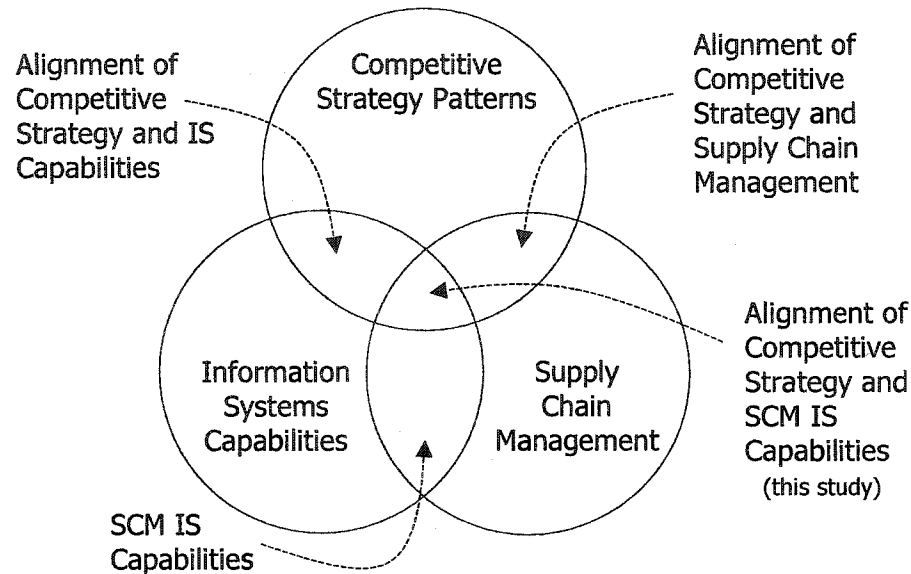 Alignment of
Competitive
Strategy and IS
Capabilities
Competitive
Strategy Patterns
Alignment of
Competitive
Strategy and
Supply Chain
Management
Information
Systems
Capabilities
Supply
Chain
Management
Alignment of
Competitive
Strategy and
SCM IS
Capabilities
(this study)
SCM IS
Capabilities